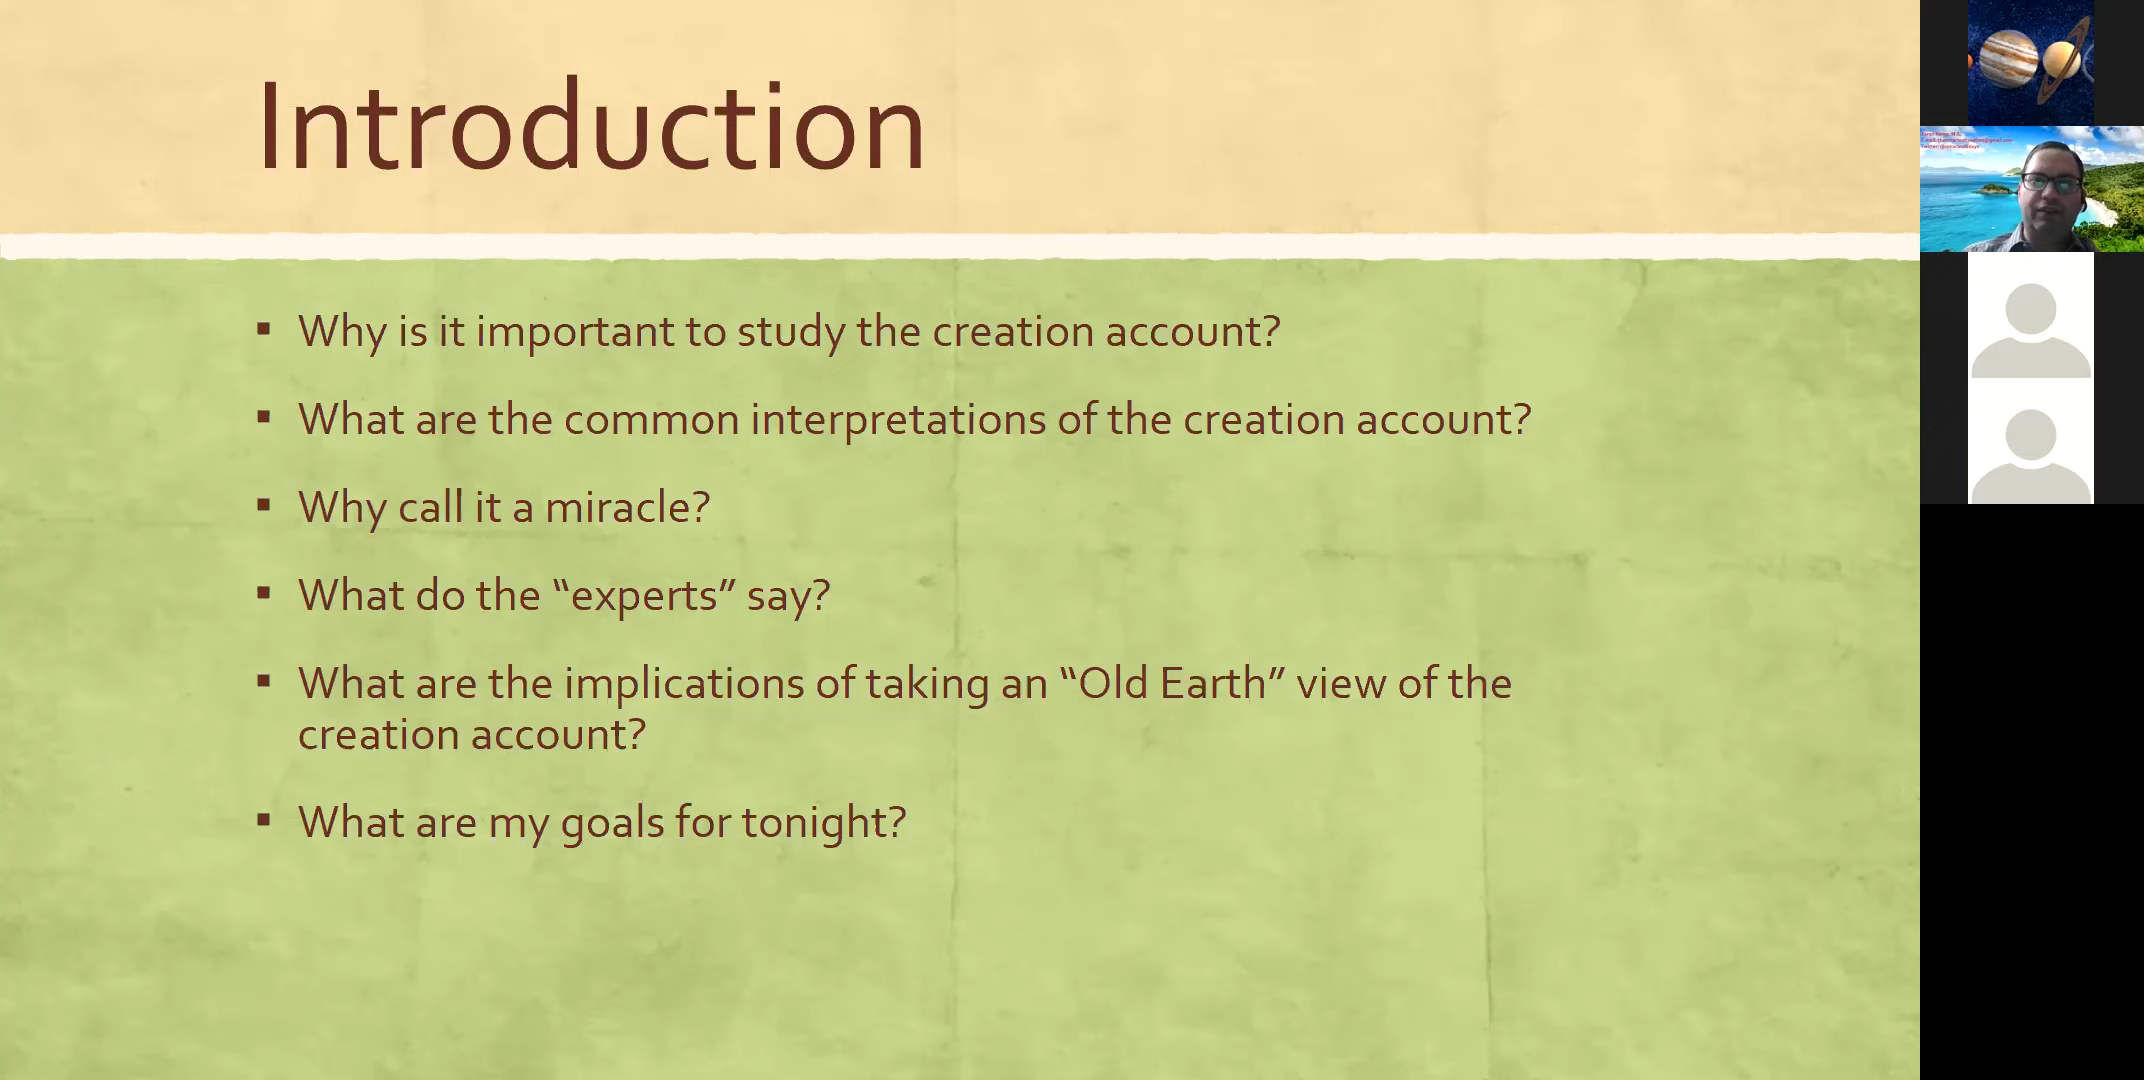 Introduction
▪ Why is it important to study the creation account?
▪ What are the common interpretations of the creation account?
▪ Why call it a miracle?
▪ What do the “experts” say?
▪ What are the implications of taking an “Old Earth” view of the
creation account?
▪ What are my goals for tonight?